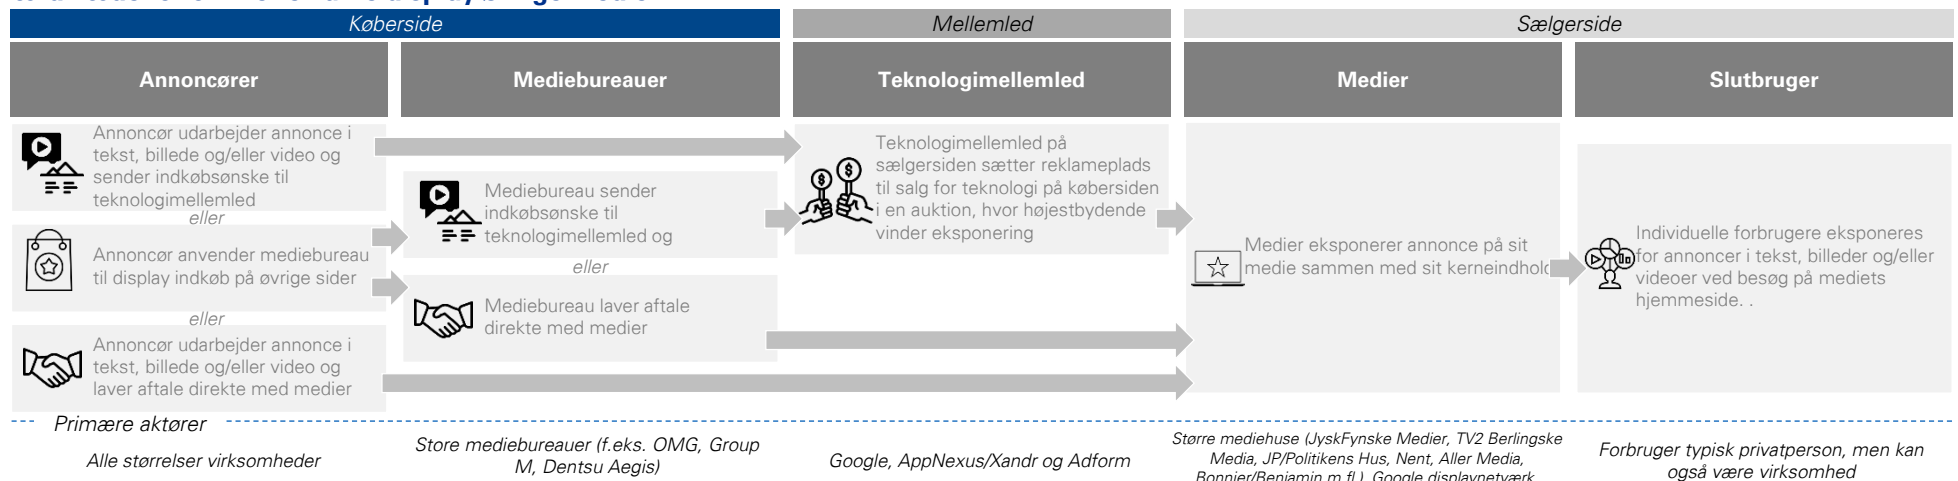 Køberside
Mellemled
Sælgerside
Annoncører
Mediebureauer
Teknologimellemled
Medier
Slutbruger
Annoncør udarbejder annonce i
tekst, billede og/eller video og
sender indkøbsønske til
teknologimellemled
eller
Annoncør anvender mediebureau
til display indkøb på øvrige sider
eller
Annoncør udarbejder annonce i
tekst, billede og/eller video og
laver aftale direkte med medier
Mediebureau sender
indkøbsønske til
teknologimellemled og
eller
Mediebureau laver aftale
direkte med medier
Teknologimellemled på
sælgersiden sætter reklameplads
til salg for teknologi på købersiden
i en auktion, hvor højestbydende
vinder eksponering
Medier eksponerer annonce på sit
medie sammen med sit kerneindhold
Individuelle forbrugere eksponeres
for annoncer i tekst, billeder og/eller
videoer ved besøg på mediets
hjemmeside. .
Primære aktører
Alle størrelser virksomheder
Store mediebureauer (f.eks. OMG, Group
M, Dentsu Aegis)
Google, AppNexus/Xandr og Adform
Større mediehuse (JyskFynske Medier, TV2 Berlingske
Media, JP/Politikens Hus, Nent, Aller Media,
Bonnier/Benjamin m.fl.), Google displaynetværk
Forbruger typisk privatperson, men kan
også være virksomhed